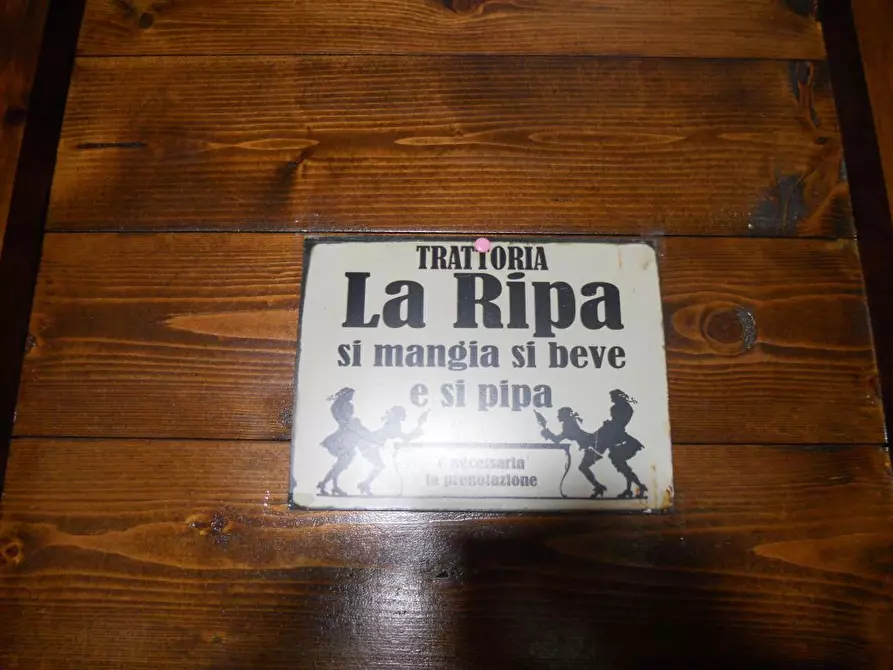 TRATTORIA
La Ripa
si mangia si beve
e si pipa
è necessaria
la prenotazione